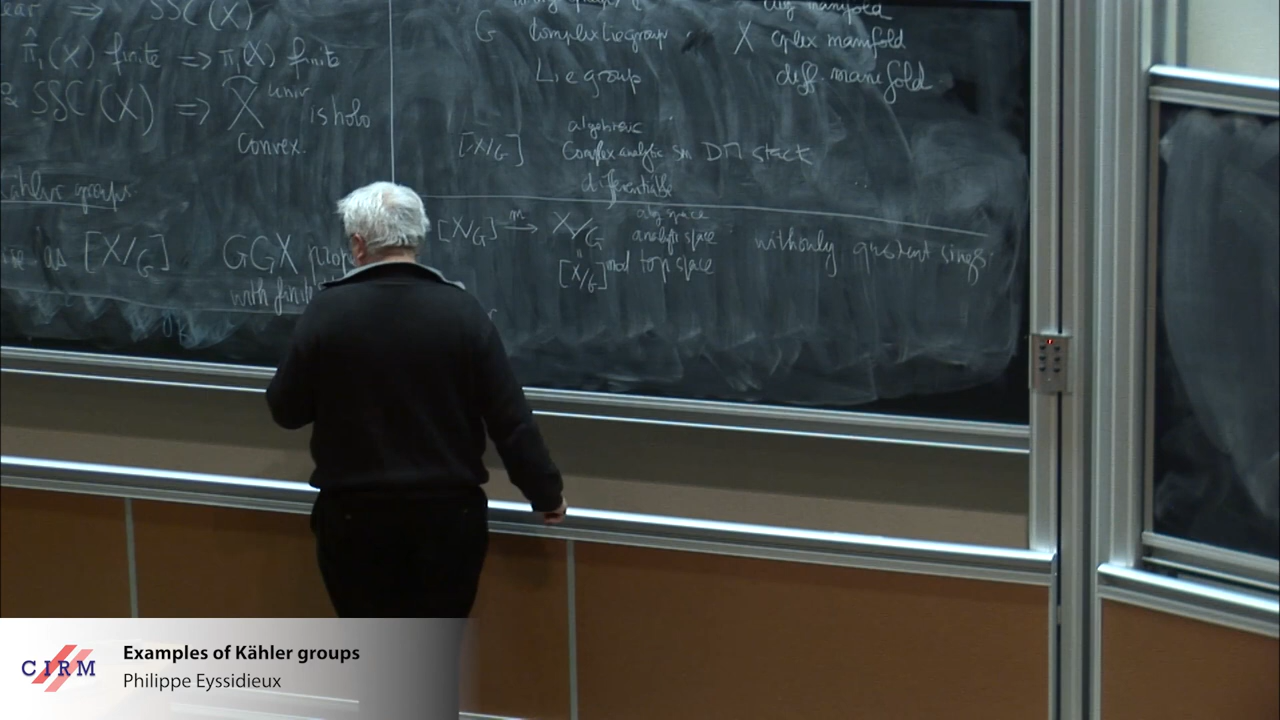 ⇒ SSC(X)
π̂₁(X) finite ⇒ π₁(X) finite
SSC(X) ⇒ X̃ univ is holo
Convex.
Kähler groups
as [X/G] G↻X
with
G Complex Lie group X cplex manifold
Lie group diff. manifold
algebraic
[X/G] Complex analytic sm DM stack
differentiable
[X/G] → X/G alg space
analytic space with only quotient sings.
[X/G]mod top space
CIRM
Examples of Kähler groups
Philippe Eyssidieux